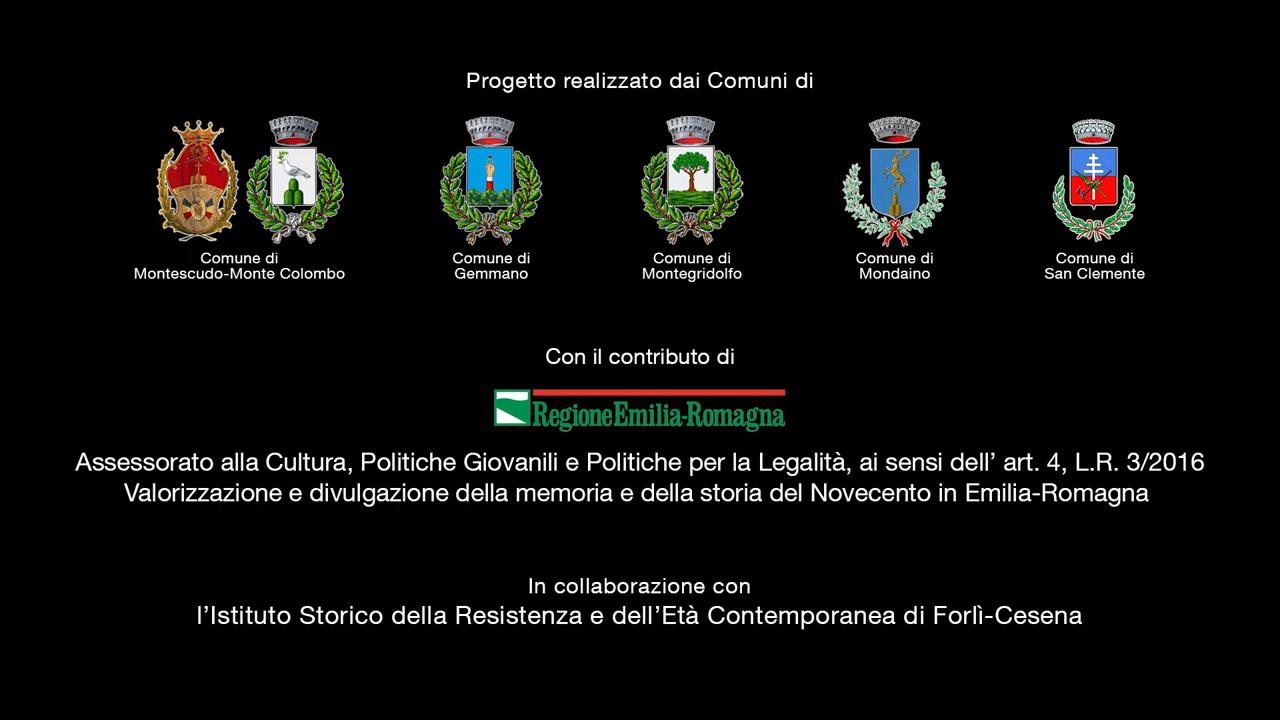 Progetto realizzato dai Comuni di
Comune di
Montescudo-Monte Colombo
Comune di
Gemmano
Comune di
Montegridolfo
Comune di
Mondaino
Comune di
San Clemente
Con il contributo di
RegioneEmilia-Romagna
Assessorato alla Cultura, Politiche Giovanili e Politiche per la Legalità, ai sensi dell’ art. 4, L.R. 3/2016
Valorizzazione e divulgazione della memoria e della storia del Novecento in Emilia-Romagna
In collaborazione con
l’Istituto Storico della Resistenza e dell’Età Contemporanea di Forlì-Cesena